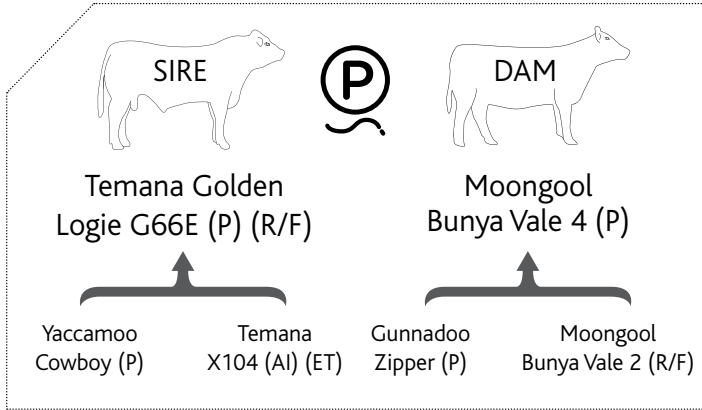 SIRE
P
DAM
Temana Golden
Logie G66E (P) (R/F)
Moongool
Bunya Vale 4 (P)
Yaccamoo
Cowboy (P)
Temana
X104 (AI) (ET)
Gunnadoo
Zipper (P)
Moongool
Bunya Vale 2 (R/F)